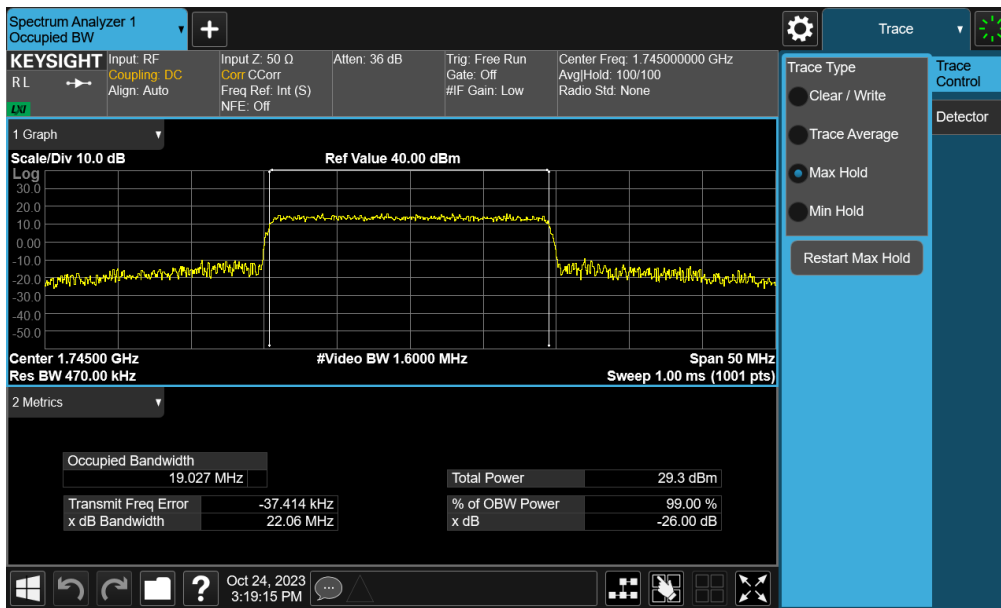 Spectrum Analyzer 1
Occupied BW
+
Trace
KEYSIGHT
R L
LXI
Input: RF
Coupling: DC
Align: Auto
Input Z: 50 Ω
Corr CCorr
Freq Ref: Int (S)
NFE: Off
Atten: 36 dB
Trig: Free Run
Gate: Off
#IF Gain: Low
Center Freq: 1.745000000 GHz
Avg|Hold: 100/100
Radio Std: None
Trace Type
Clear / Write
Trace Average
Max Hold
Min Hold
Restart Max Hold
Trace
Control
Detector
1 Graph
Scale/Div 10.0 dB
Ref Value 40.00 dBm
Log
30.0
20.0
10.0
0.00
-10.0
-20.0
-30.0
-40.0
-50.0
Center 1.74500 GHz
#Video BW 1.6000 MHz
Span 50 MHz
Res BW 470.00 kHz
Sweep 1.00 ms (1001 pts)
2 Metrics
Occupied Bandwidth
19.027 MHz
Total Power 29.3 dBm
Transmit Freq Error -37.414 kHz
% of OBW Power 99.00 %
x dB Bandwidth 22.06 MHz
x dB -26.00 dB
?
Oct 24, 2023
3:19:15 PM